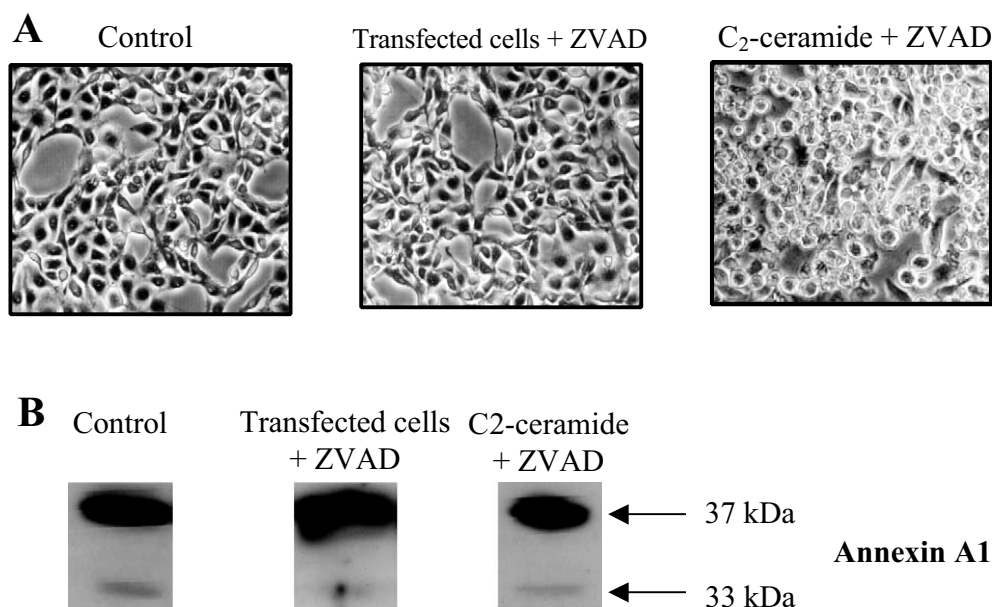 A
Control
Transfected cells + ZVAD
C₂-ceramide + ZVAD
B
Control
Transfected cells
+ ZVAD
C2-ceramide
+ ZVAD
37 kDa
Annexin A1
33 kDa